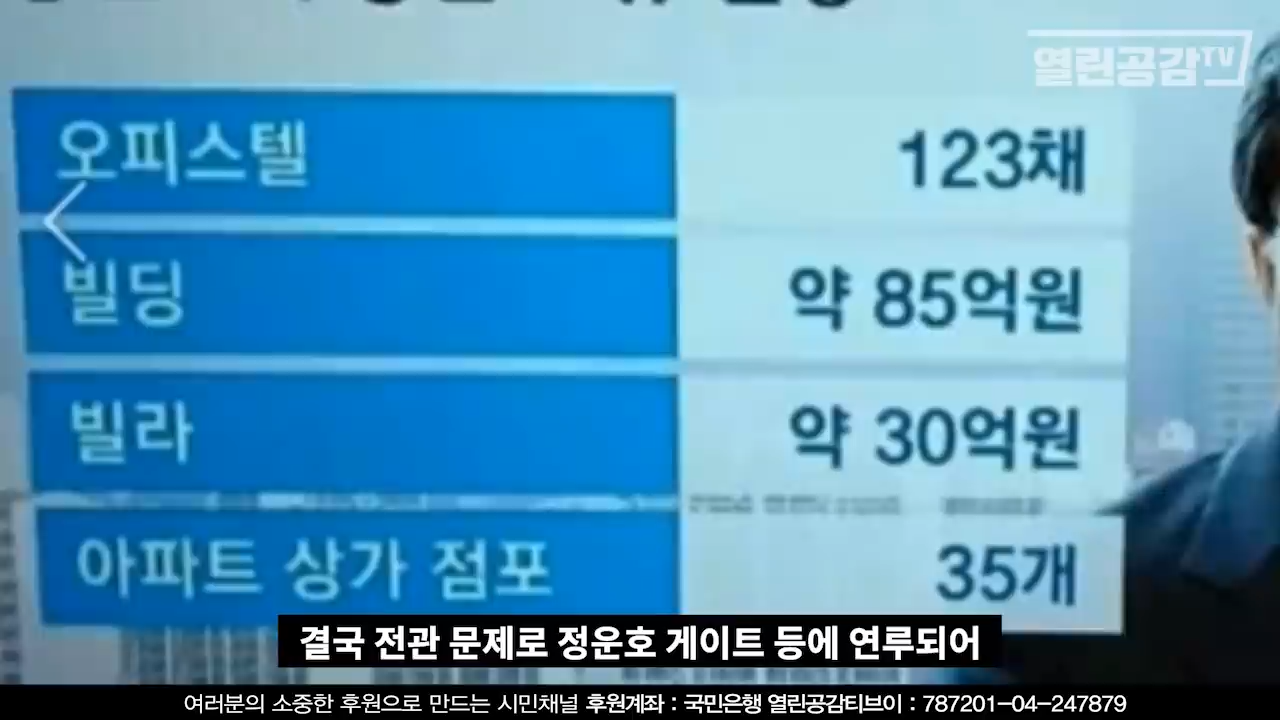 열린공감TV
오피스텔 123채
빌딩 약 85억원
빌라 약 30억원
아파트 상가 점포 35개
결국 전관 문제로 정운호 게이트 등에 연루되어
여러분의 소중한 후원으로 만드는 시민채널 후원계좌 : 국민은행 열린공감티브이 : 787201-04-247879